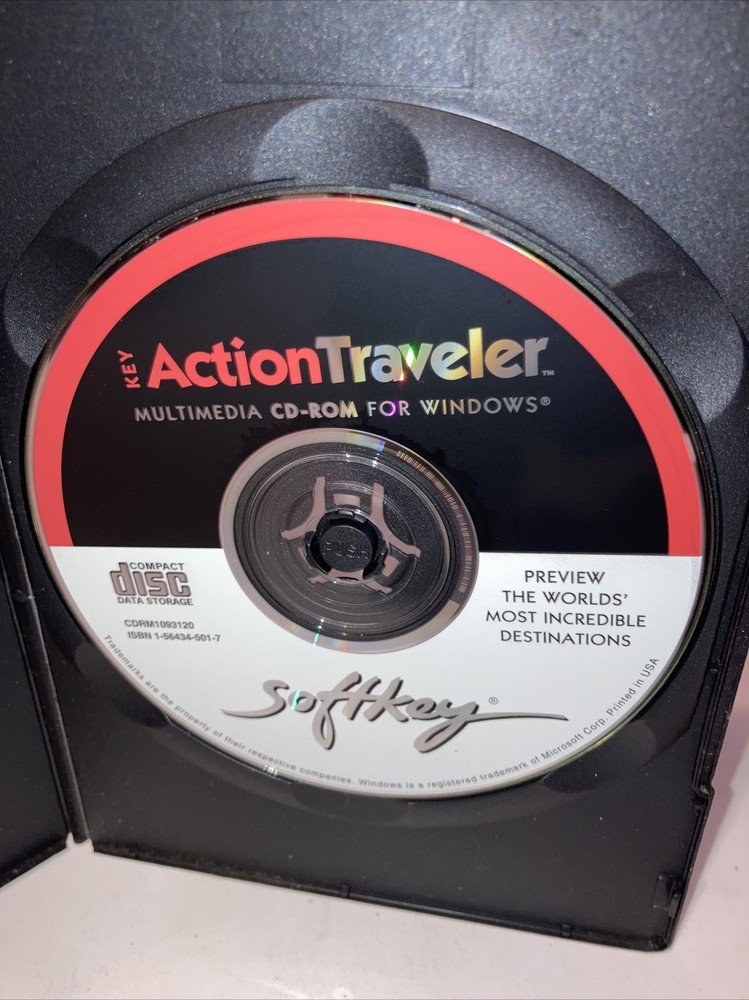 KEY ActionTraveler™
MULTIMEDIA CD-ROM FOR WINDOWS®
PUSH
COMPACT
disc
DATA STORAGE
CDRM1093120
ISBN 1-56434-501-7
PREVIEW
THE WORLDS'
MOST INCREDIBLE
DESTINATIONS
softkey®
Trademarks are the property of their respective companies. Windows is a registered trademark of Microsoft Corp. Printed in USA